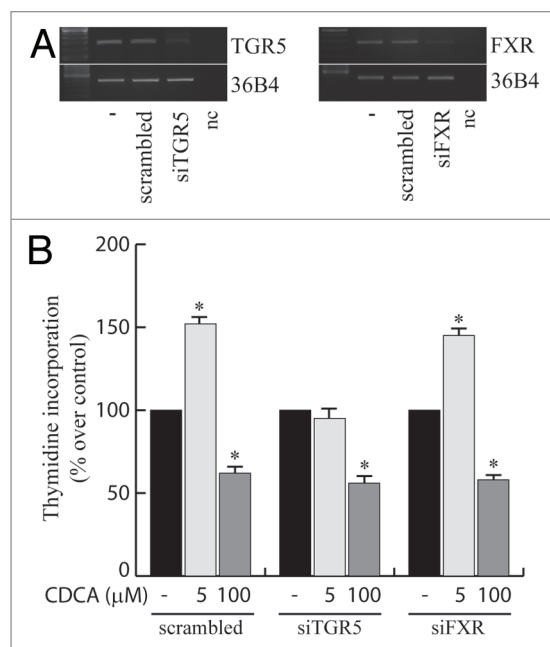 A
TGR5
36B4
-
scrambled
siTGR5
nc
FXR
36B4
-
scrambled
siFXR
nc
B
Thymidine incorporation
(% over control)
200
150
100
50
0
* * * * *
CDCA (μM) - 5 100 - 5 100 - 5 100
scrambled siTGR5 siFXR